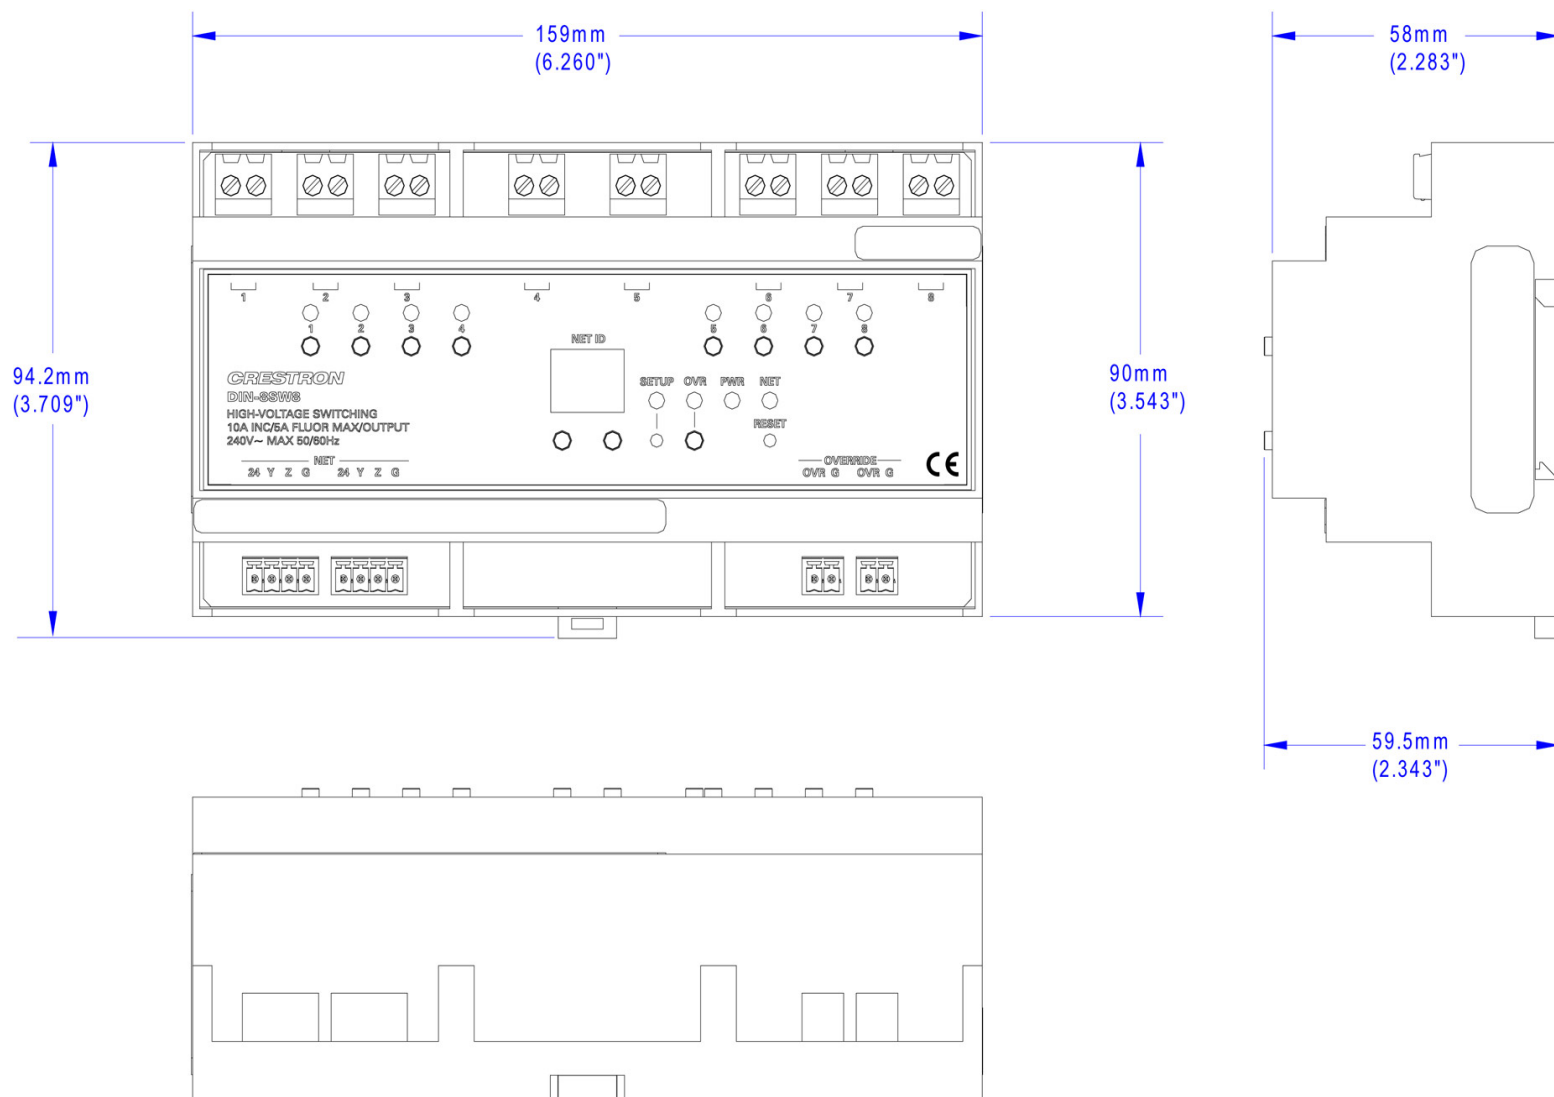 159mm
(6.260")
58mm
(2.283")
94.2mm
(3.709")
90mm
(3.543")
1 2 3 4 5 6 7 8
1 2 3 4 5 6 7 8
NET ID
CRESTRON
DIN-8SW8
HIGH-VOLTAGE SWITCHING
10A INC/5A FLUOR MAX/OUTPUT
240V~ MAX 50/60Hz
SETUP OVR PWR NET
RESET
NET
24 Y Z G 24 Y Z G
OVERRIDE
OVR G OVR G
CE
59.5mm
(2.343")